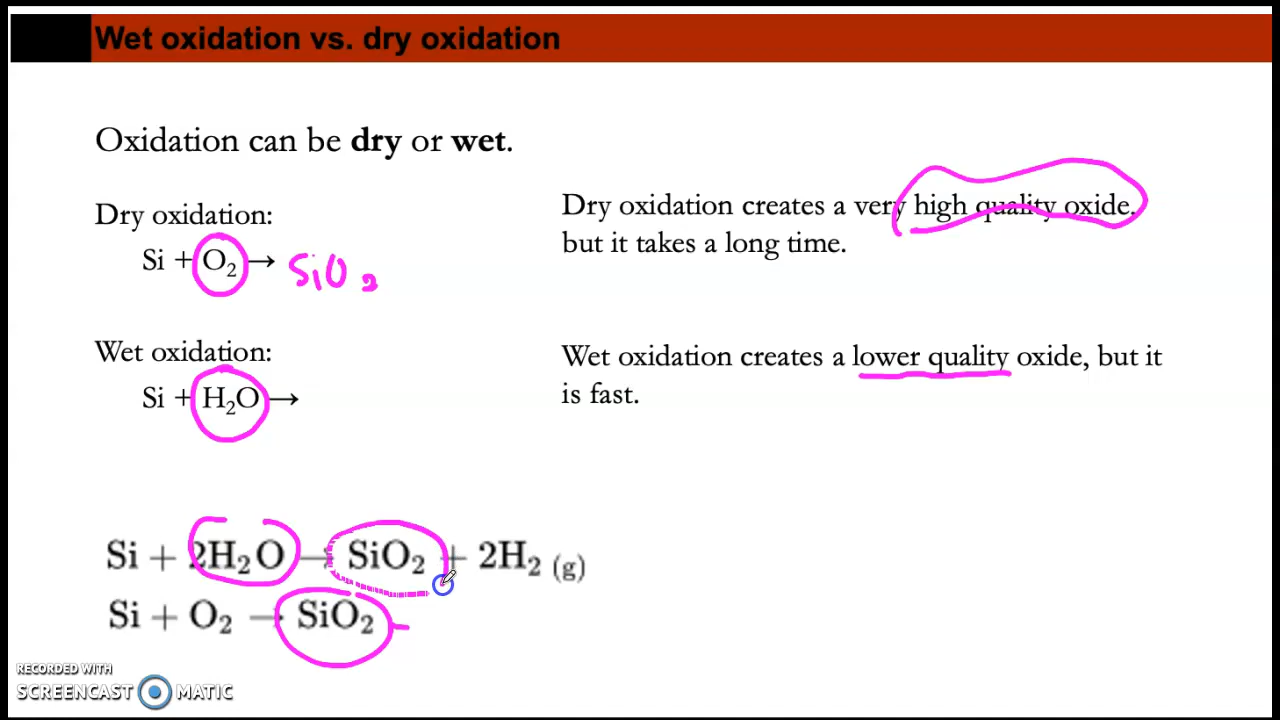 Wet oxidation vs. dry oxidation
Oxidation can be dry or wet.
Dry oxidation:
Si + O₂ → SiO₂
Dry oxidation creates a very high quality oxide.
but it takes a long time.
Wet oxidation:
Si + H₂O →
Wet oxidation creates a lower quality oxide, but it
is fast.
Si + 2H₂O → SiO₂ + 2H₂ (g)
Si + O₂ → SiO₂
RECORDED WITH
SCREENCAST MATIC